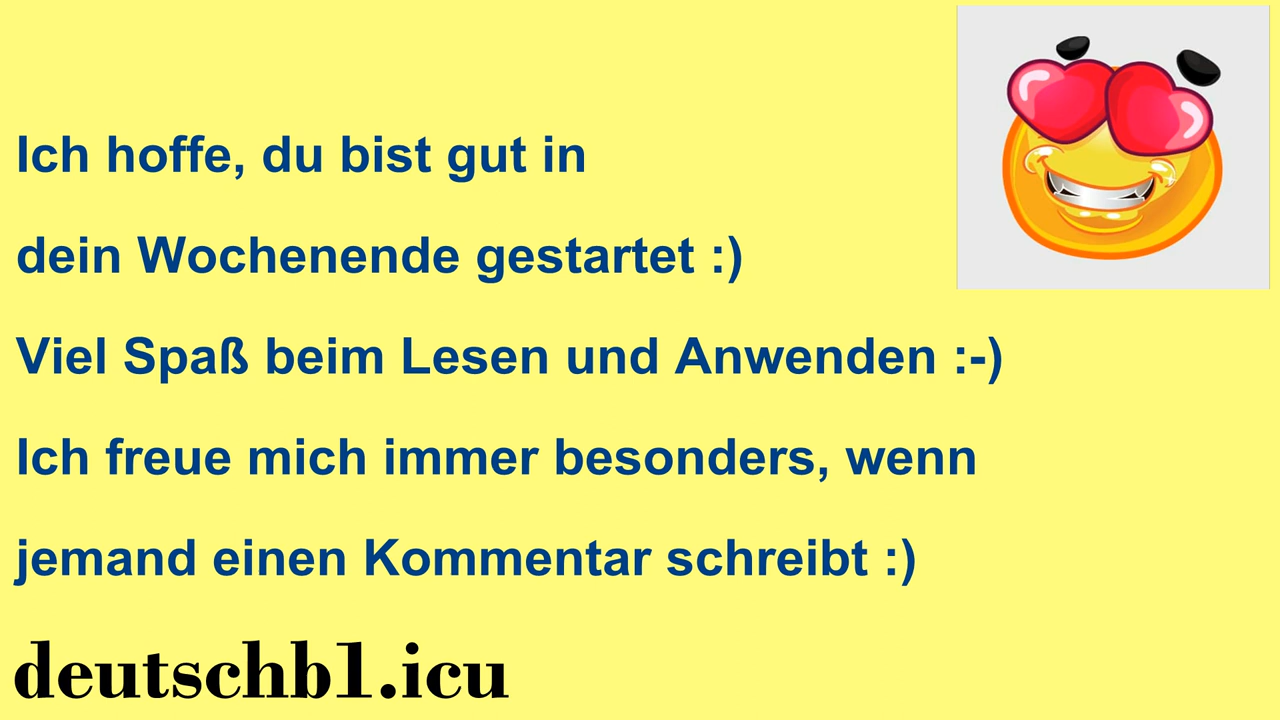 Ich hoffe, du bist gut in
dein Wochenende gestartet :)
Viel Spaß beim Lesen und Anwenden :-)
Ich freue mich immer besonders, wenn
jemand einen Kommentar schreibt :)
deutschb1.icu